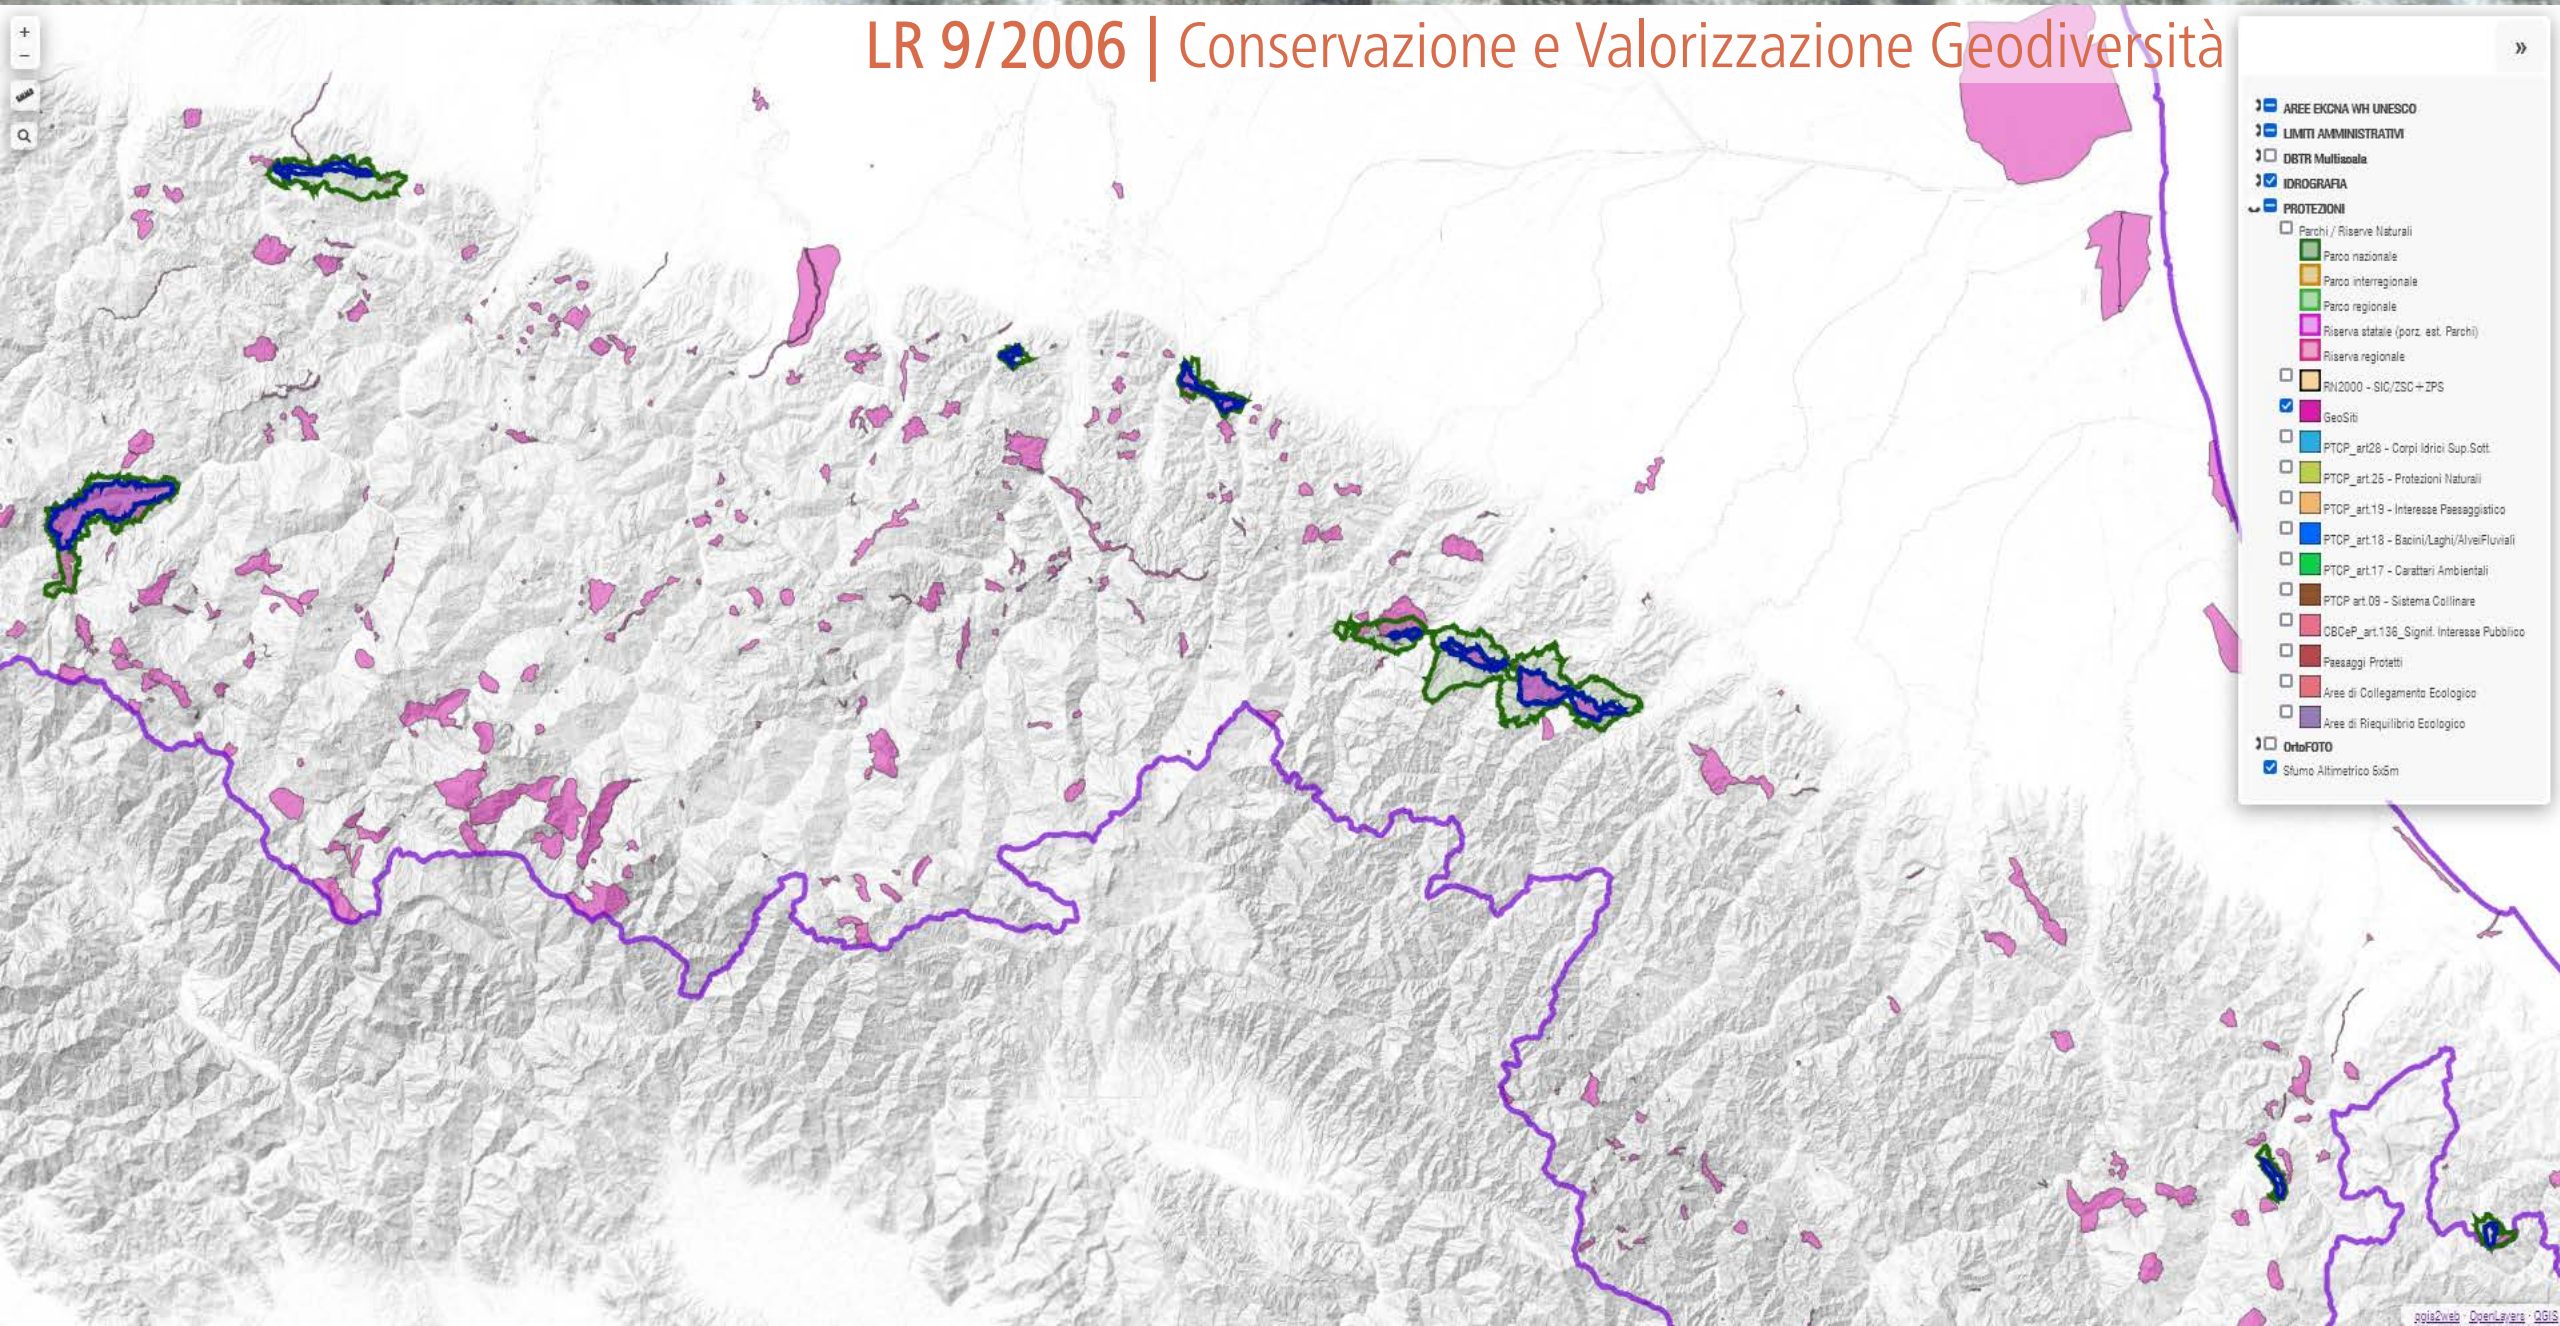 LR 9/2006 | Conservazione e Valorizzazione Geodiversità
+
−
»
AREE EKCNA WH UNESCO
LIMITI AMMINISTRATIVI
DBTR Multiscala
IDROGRAFIA
PROTEZIONI
Parchi / Riserve Naturali
Parco nazionale
Parco interregionale
Parco regionale
Riserva statale (porz. est. Parchi)
Riserva regionale
RN2000 - SIC/ZSC+ZPS
GeoSiti
PTCP_art28 - Corpi Idrici Sup.Sott.
PTCP_art.25 - Protezioni Naturali
PTCP_art.19 - Interesse Paesaggistico
PTCP_art.18 - Bacini/Laghi/AlveiFluviali
PTCP_art.17 - Caratteri Ambientali
PTCP art.09 - Sistema Collinare
CBCeP_art.136_Signif. Interesse Pubblico
Paesaggi Protetti
Aree di Collegamento Ecologico
Aree di Riequilibrio Ecologico
OrtoFOTO
Sfumo Altimetrico 5x5m
qgis2web · OpenLayers · QGIS